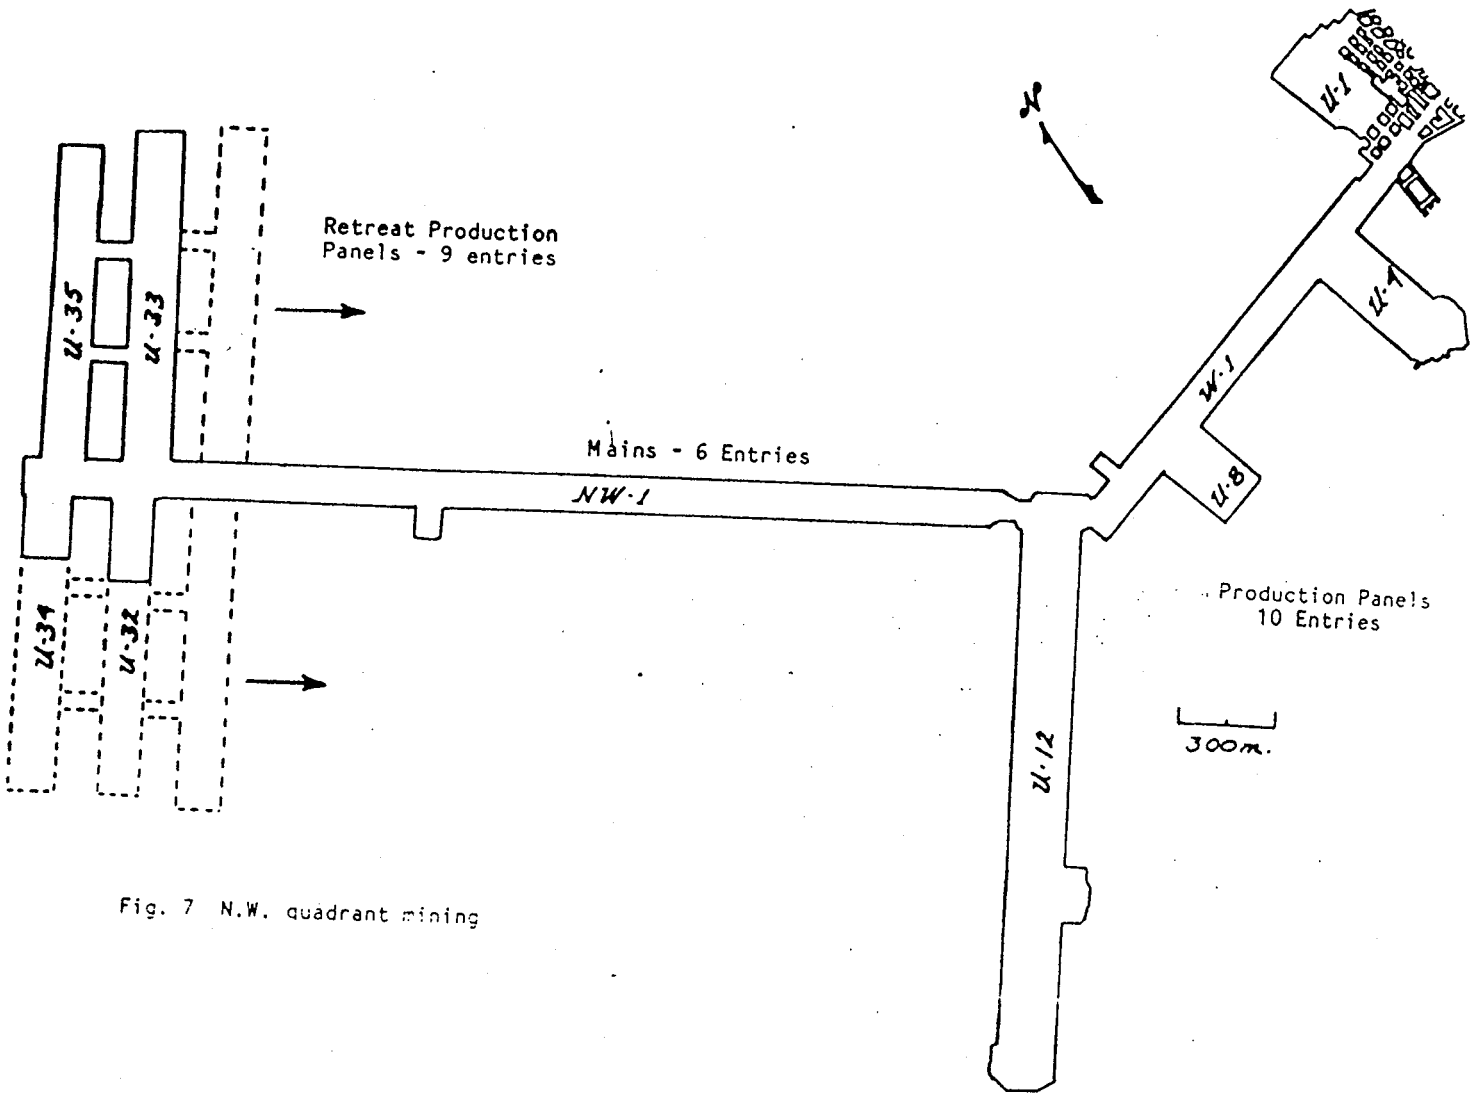 N
U-1
Retreat Production
Panels - 9 entries
U-35
U-33
U-1
W-1
Mains - 6 Entries
NW-1
U-8
U-34
U-32
Production Panels
10 Entries
300m.
U-12
Fig. 7 N.W. quadrant mining